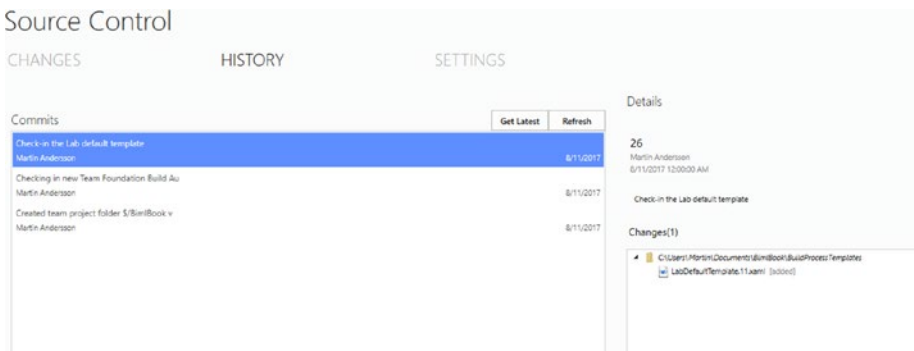 Source Control
CHANGES HISTORY SETTINGS
Commits
Get Latest Refresh
Check-in the Lab default template
Martin Andersson 8/11/2017
Checking in new Team Foundation Build Au
Martin Andersson 8/11/2017
Created team project folder $/BimlBook v
Martin Andersson 8/11/2017
Details
26
Martin Andersson
8/11/2017 12:00:00 AM
Check-in the Lab default template
Changes(1)
C:\Users\Martin\Documents\BimlBook\BuildProcessTemplates
LabDefaultTemplate.11.xaml [added]